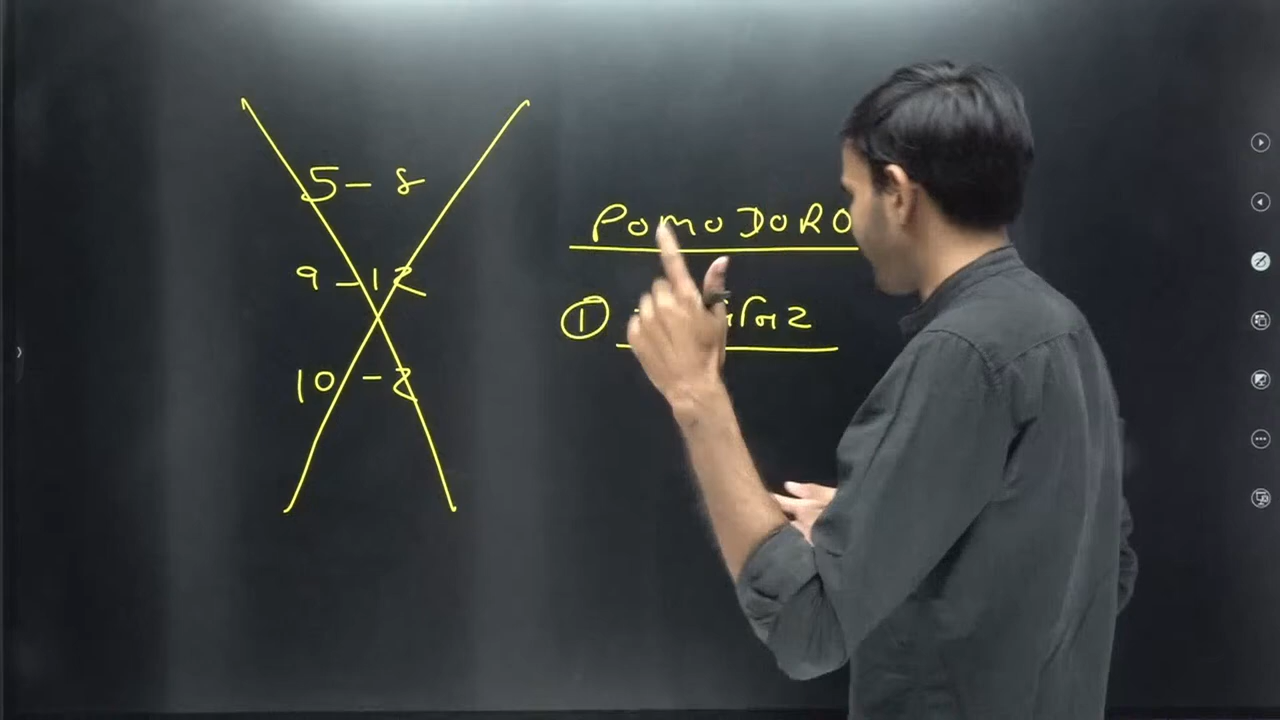 5 - 8
9 - 12
10 - 2
POMODORO
①